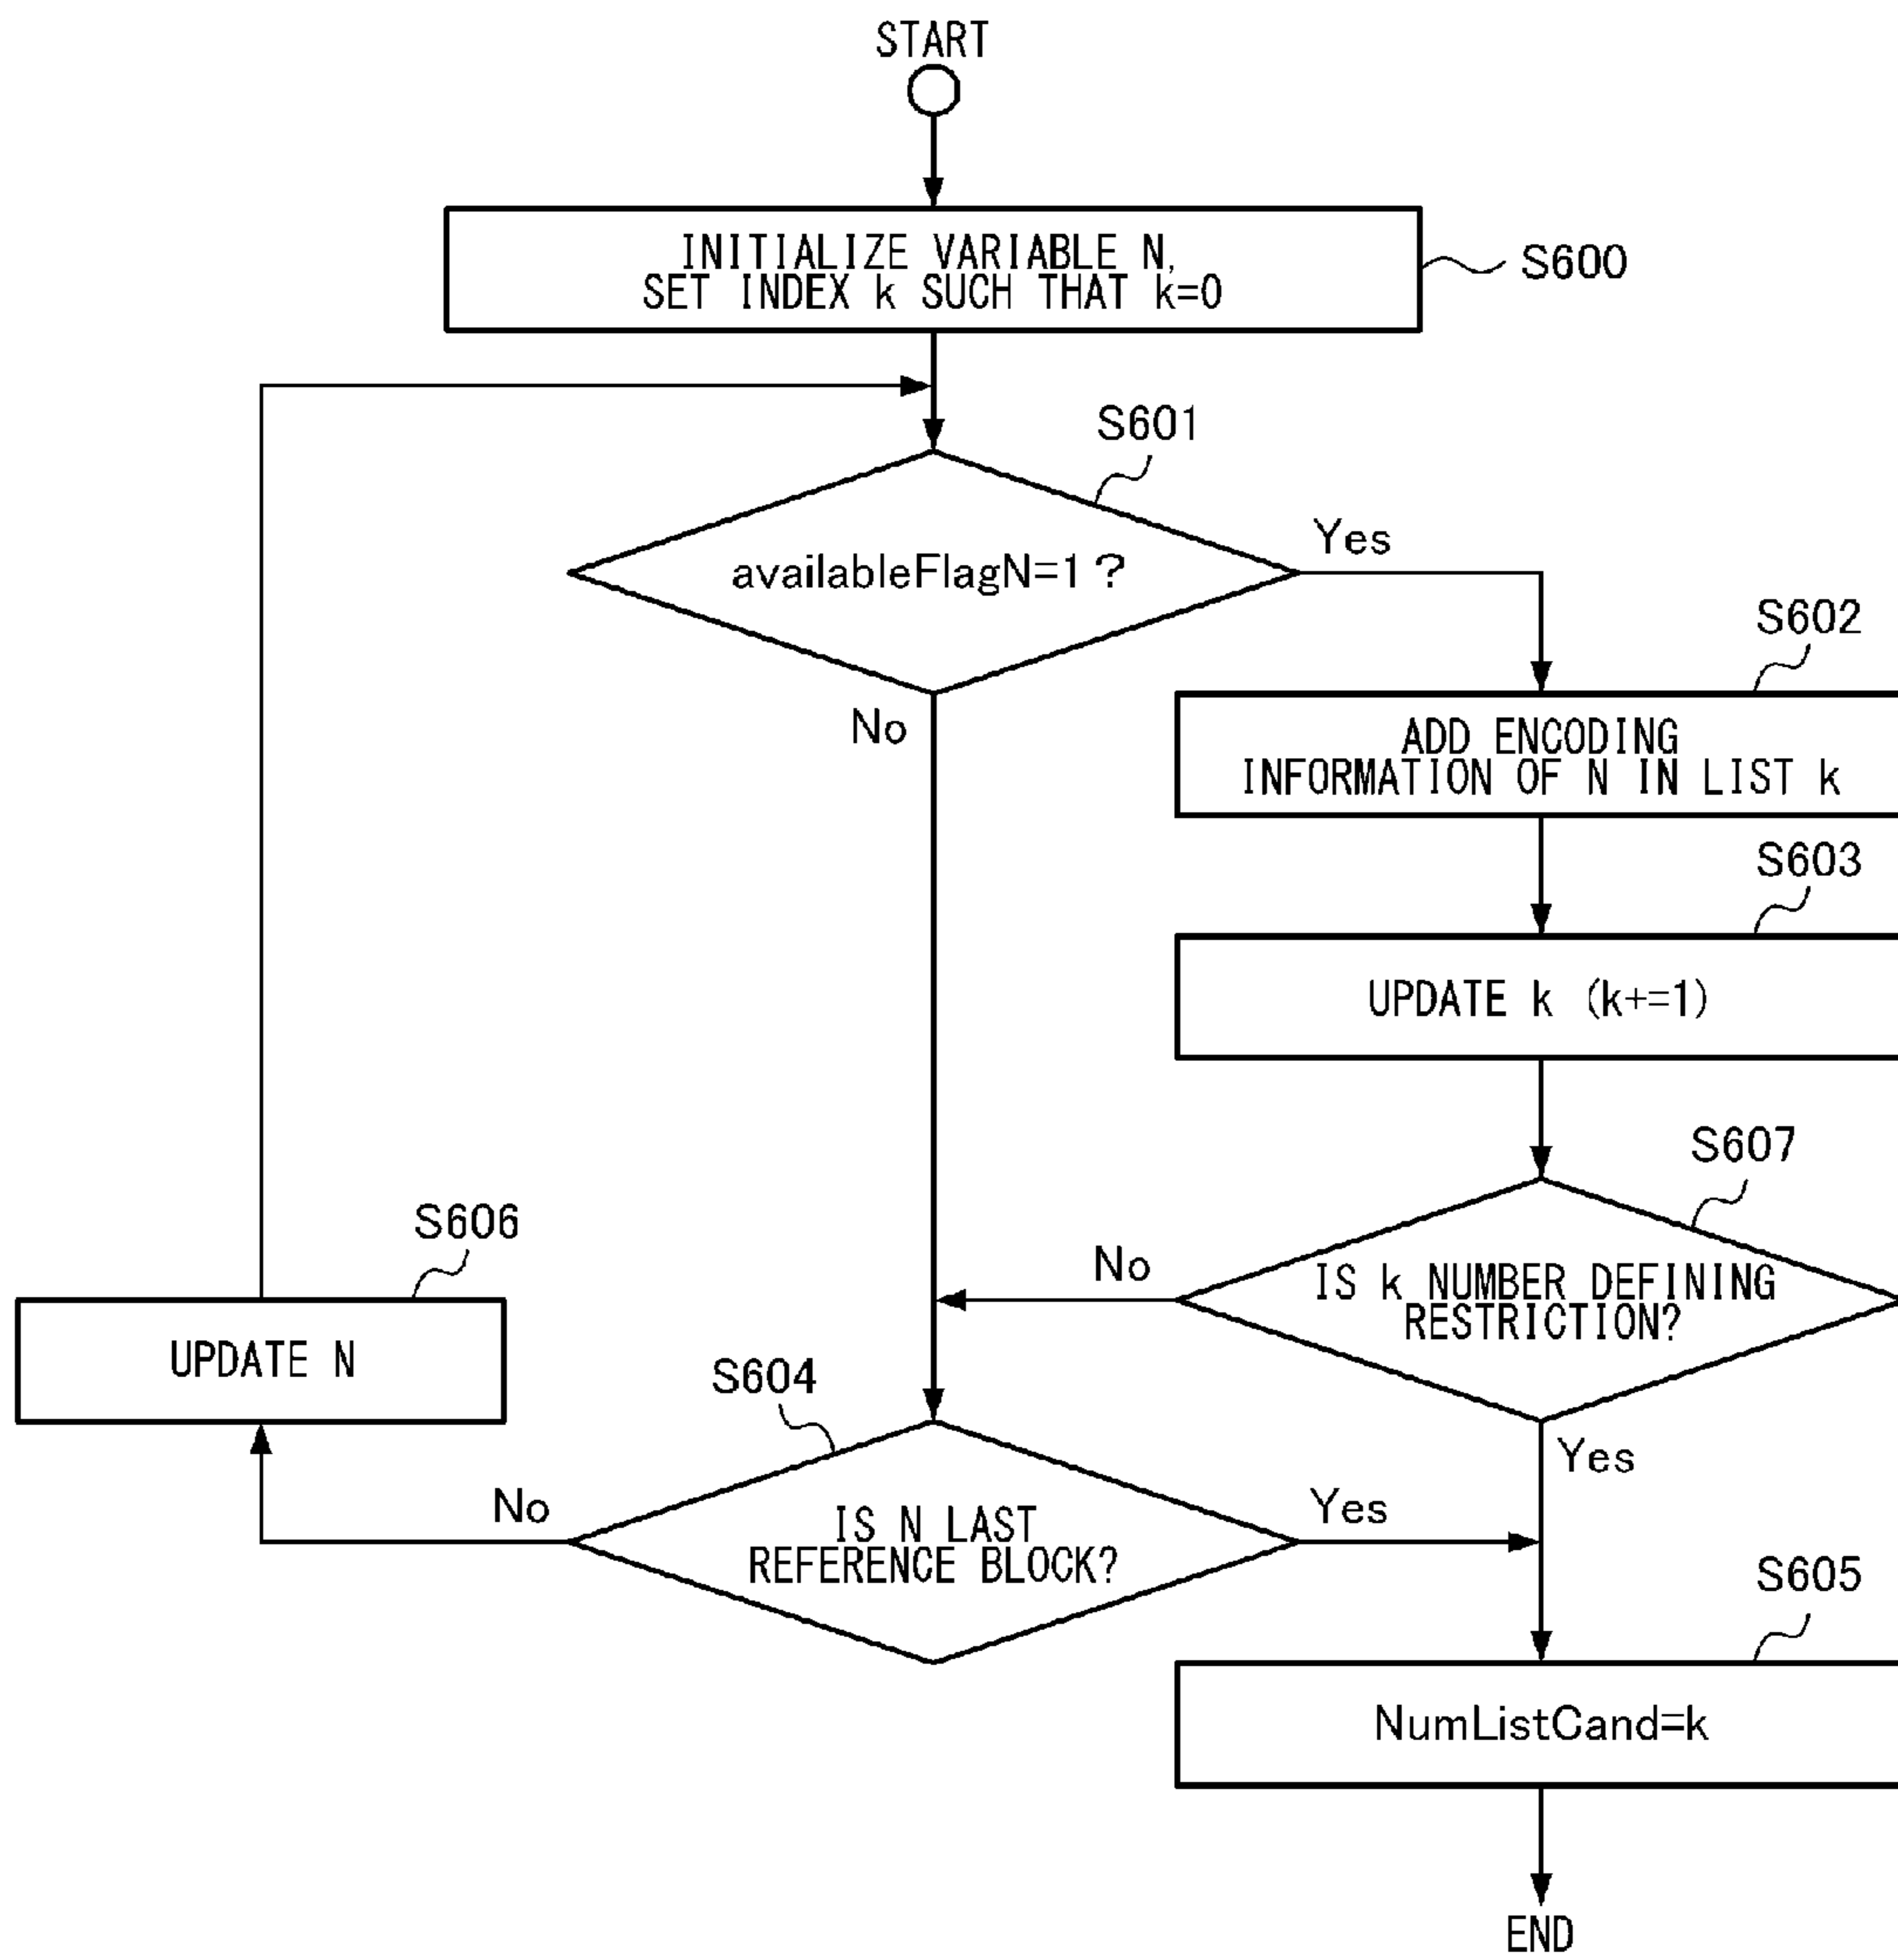 START
INITIALIZE VARIABLE N,
SET INDEX k SUCH THAT k=0
S600
S601
availableFlagN=1?
Yes
No
S602
ADD ENCODING
INFORMATION OF N IN LIST k
S603
UPDATE k (k+=1)
S607
IS k NUMBER DEFINING
RESTRICTION?
No
Yes
S606
UPDATE N
S604
IS N LAST
REFERENCE BLOCK?
No
Yes
S605
NumListCand=k
END